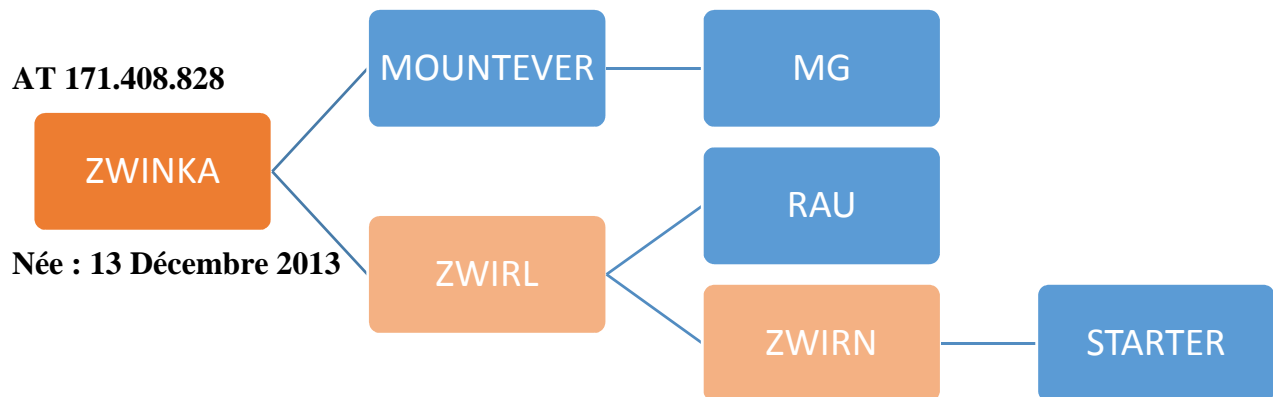 AT 171.408.828
ZWINKA
Née : 13 Décembre 2013
MOUNTEVER
MG
ZWIRL
RAU
ZWIRN
STARTER